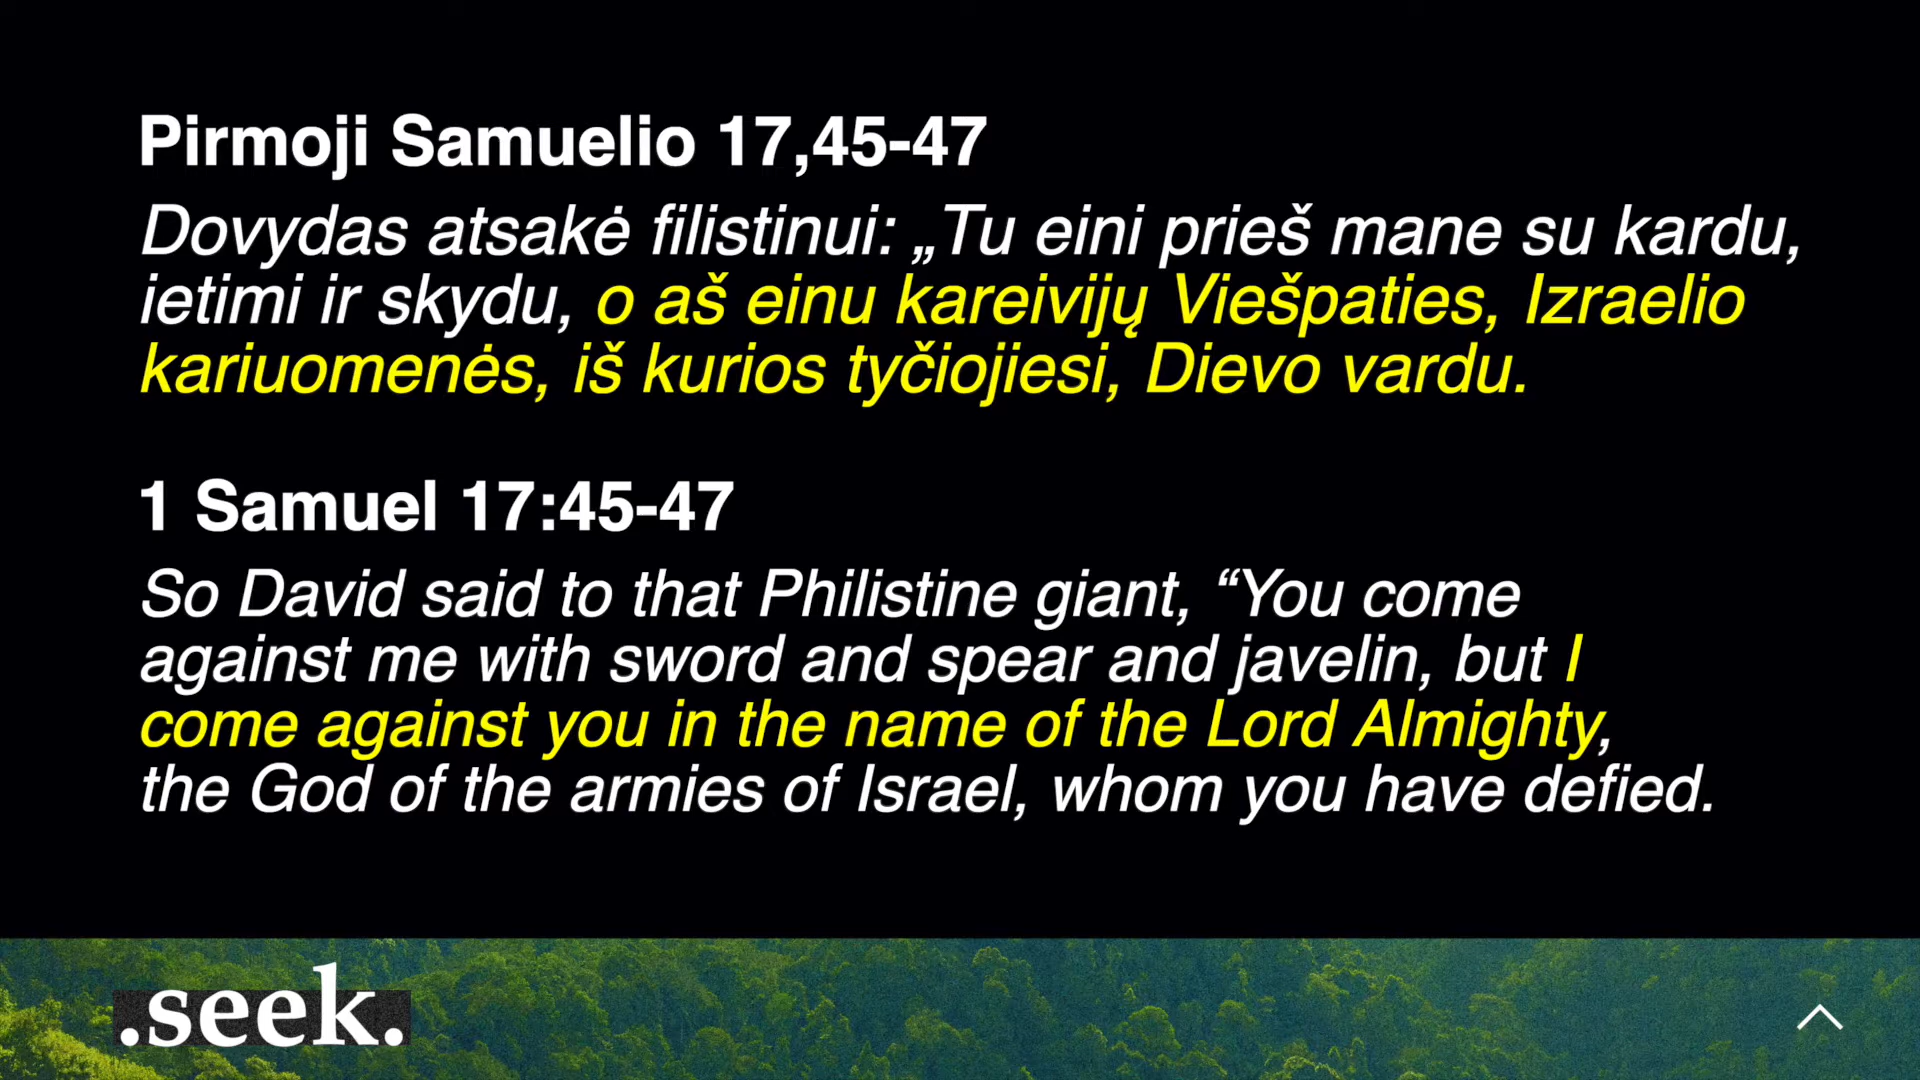 Pirmoji Samuelio 17,45-47
Dovydas atsakė filistinui: „Tu eini prieš mane su kardu,
ietimi ir skydu, o aš einu kareivijų Viešpaties, Izraelio
kariuomenės, iš kurios tyčiojiesi, Dievo vardu.
1 Samuel 17:45-47
So David said to that Philistine giant, “You come
against me with sword and spear and javelin, but I
come against you in the name of the Lord Almighty,
the God of the armies of Israel, whom you have defied.
.seek.